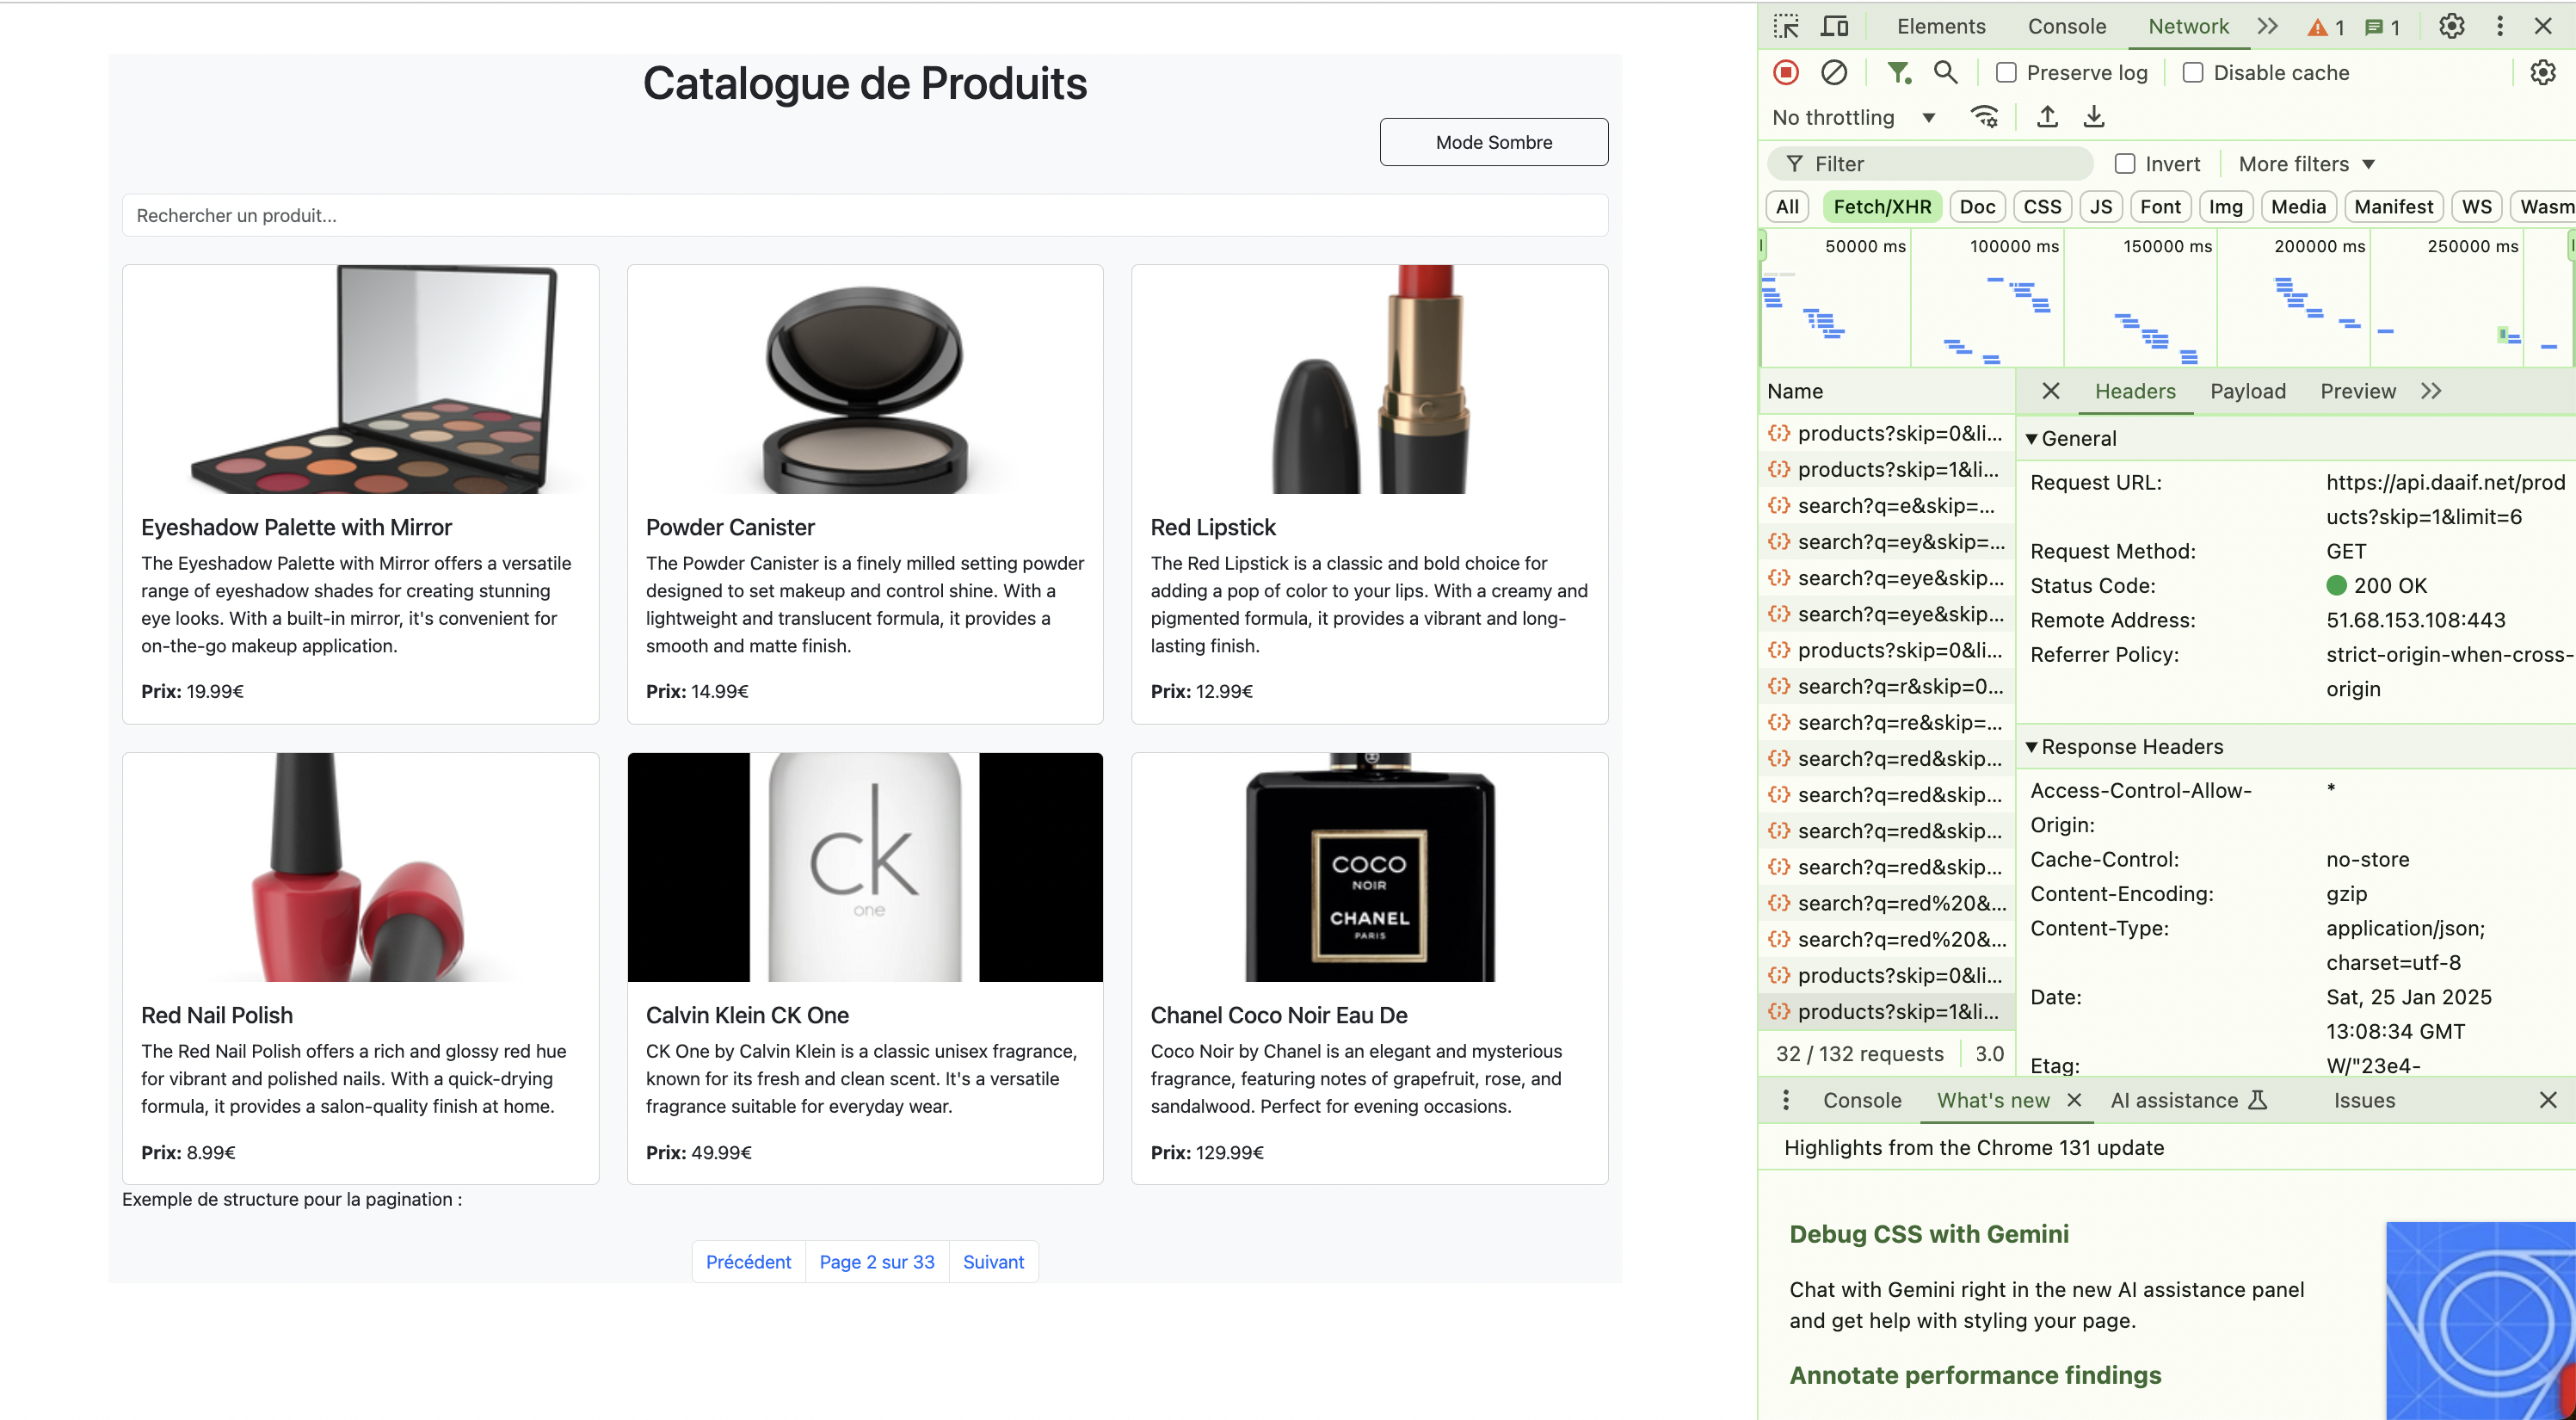 Catalogue de Produits
Mode Sombre
Rechercher un produit...
Eyeshadow Palette with Mirror
The Eyeshadow Palette with Mirror offers a versatile
range of eyeshadow shades for creating stunning
eye looks. With a built-in mirror, it's convenient for
on-the-go makeup application.
Prix: 19.99€
Powder Canister
The Powder Canister is a finely milled setting powder
designed to set makeup and control shine. With a
lightweight and translucent formula, it provides a
smooth and matte finish.
Prix: 14.99€
Red Lipstick
The Red Lipstick is a classic and bold choice for
adding a pop of color to your lips. With a creamy and
pigmented formula, it provides a vibrant and long-
lasting finish.
Prix: 12.99€
Red Nail Polish
The Red Nail Polish offers a rich and glossy red hue
for vibrant and polished nails. With a quick-drying
formula, it provides a salon-quality finish at home.
Prix: 8.99€
ck
one
Calvin Klein CK One
CK One by Calvin Klein is a classic unisex fragrance,
known for its fresh and clean scent. It's a versatile
fragrance suitable for everyday wear.
Prix: 49.99€
COCO
NOIR
CHANEL
PARIS
Chanel Coco Noir Eau De
Coco Noir by Chanel is an elegant and mysterious
fragrance, featuring notes of grapefruit, rose, and
sandalwood. Perfect for evening occasions.
Prix: 129.99€
Exemple de structure pour la pagination :
Précédent Page 2 sur 33 Suivant
Elements Console Network 1 1
Preserve log Disable cache
No throttling
Filter Invert More filters
All Fetch/XHR Doc CSS JS Font Img Media Manifest WS Wasm
50000 ms 100000 ms 150000 ms 200000 ms 250000 ms
Name
products?skip=0&li...
products?skip=1&li...
search?q=e&skip=...
search?q=ey&skip=...
search?q=eye&skip...
search?q=eye&skip...
products?skip=0&li...
search?q=r&skip=0...
search?q=re&skip=...
search?q=red&skip...
search?q=red&skip...
search?q=red&skip...
search?q=red&skip...
search?q=red%20&...
search?q=red%20&...
products?skip=0&li...
products?skip=1&li...
32 / 132 requests 3.0
Headers Payload Preview
General
Request URL: https://api.daaif.net/prod
ucts?skip=1&limit=6
Request Method: GET
Status Code: 200 OK
Remote Address: 51.68.153.108:443
Referrer Policy: strict-origin-when-cross-
origin
Response Headers
Access-Control-Allow- *
Origin:
Cache-Control: no-store
Content-Encoding: gzip
Content-Type: application/json;
charset=utf-8
Date: Sat, 25 Jan 2025
13:08:34 GMT
Etag: W/"23e4-
Console What's new AI assistance Issues
Highlights from the Chrome 131 update
Debug CSS with Gemini
Chat with Gemini right in the new AI assistance panel
and get help with styling your page.
Annotate performance findings